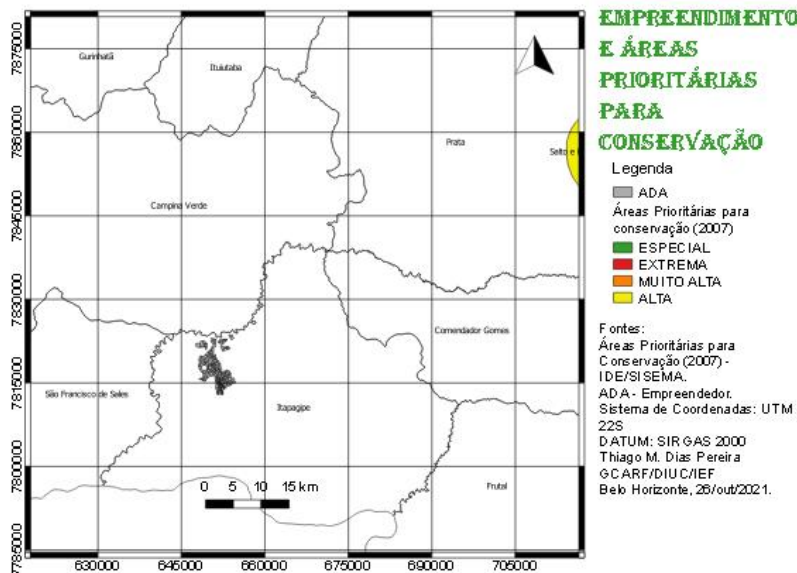 EMPREENDIMENTO
E ÁREAS
PRIORITÁRIAS
PARA
CONSERVAÇÃO
Legenda
ADA
Áreas Prioritárias para
conservação (2007)
ESPECIAL
EXTREMA
MUITO ALTA
ALTA
Fontes:
Áreas Prioritárias para
Conservação (2007) -
IDE/SISEMA.
ADA - Empreendedor.
Sistema de Coordenadas: UTM
22S
DATUM: SIRGAS 2000
Thiago M. Dias Pereira
GCARF/DIUC/IEF
Belo Horizonte, 26/out/2021.
Gurinhatã
Ituiutaba
Prata
Campina Verde
Comendador Gomes
São Francisco de Sales
Itapagipe
Frutal
0 5 10 15 km
7875000
7860000
7845000
7830000
7815000
7800000
7785000
630000 645000 660000 675000 690000 705000